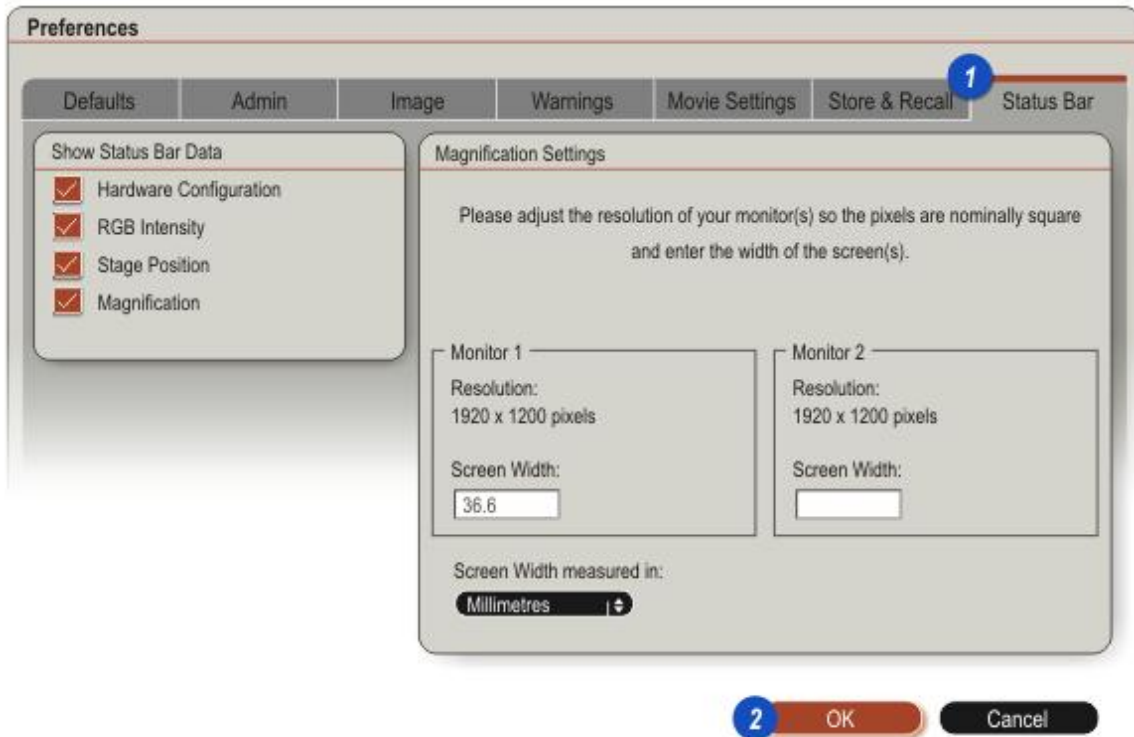 Preferences
1
Defaults Admin Image Warnings Movie Settings Store & Recall Status Bar
Show Status Bar Data
Hardware Configuration
RGB Intensity
Stage Position
Magnification
Magnification Settings
Please adjust the resolution of your monitor(s) so the pixels are nominally square
and enter the width of the screen(s).
Monitor 1
Resolution:
1920 x 1200 pixels
Screen Width:
36.6
Monitor 2
Resolution:
1920 x 1200 pixels
Screen Width:
Screen Width measured in:
Millimetres
2 OK Cancel